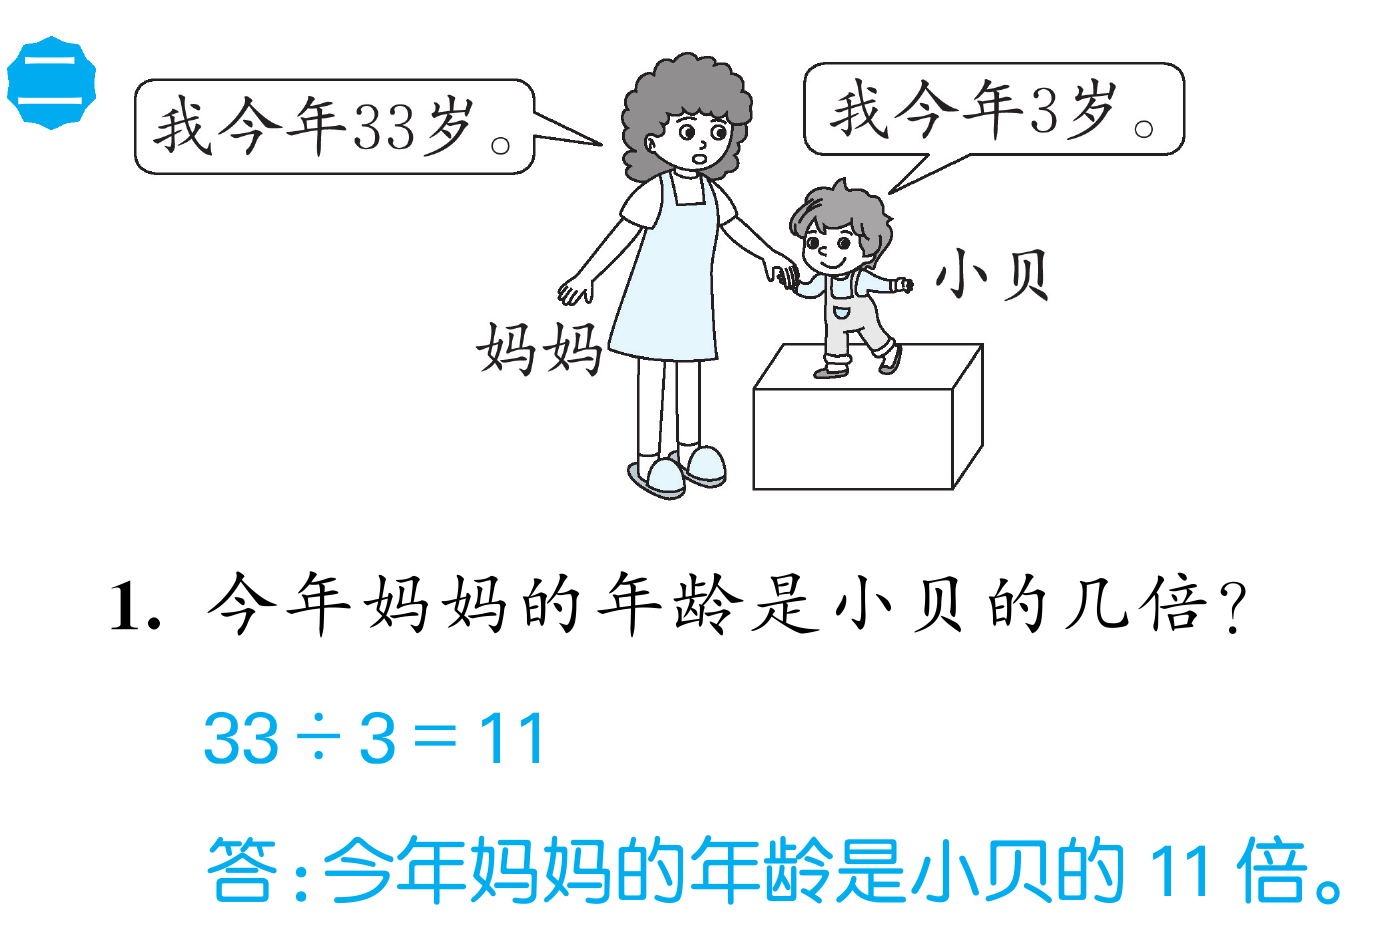 二
我今年33岁。
我今年3岁。
小贝
妈妈
1. 今年妈妈的年龄是小贝的几倍?
33÷3=11
答:今年妈妈的年龄是小贝的 11 倍。